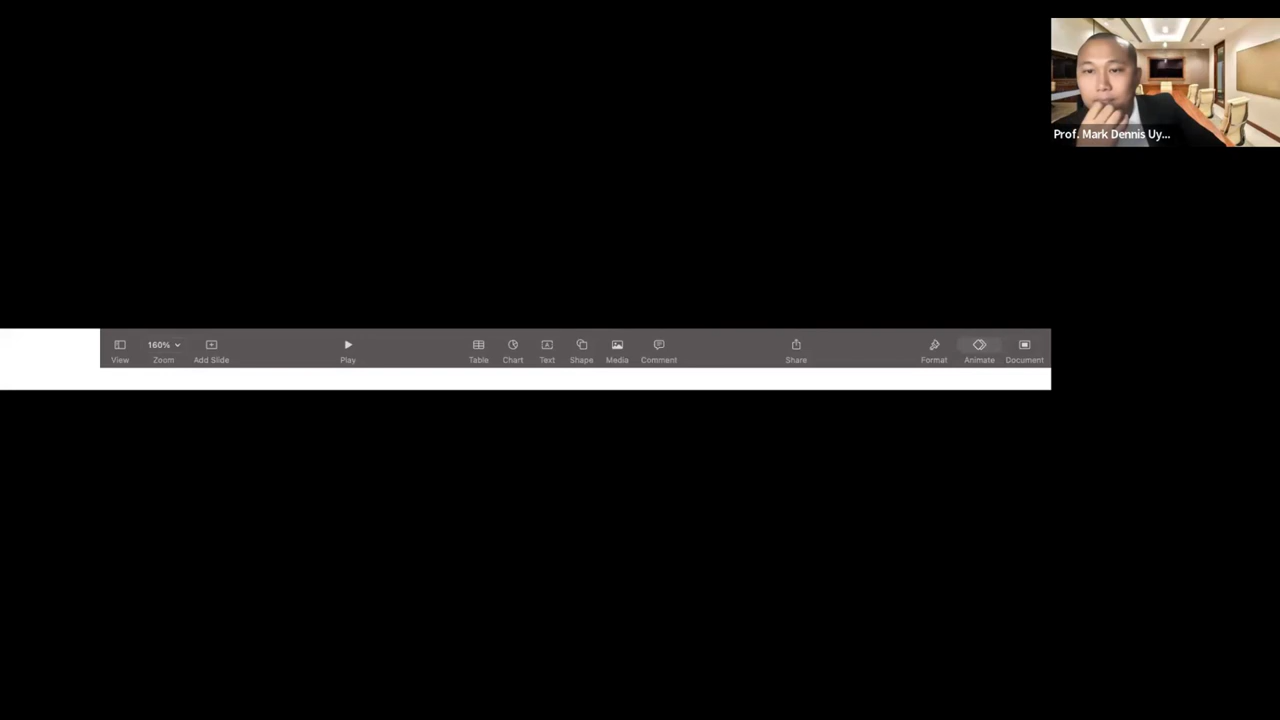 Prof. Mark Dennis Uy...
160%
View Zoom Add Slide Play Table Chart Text Shape Media Comment Share Format Animate Document